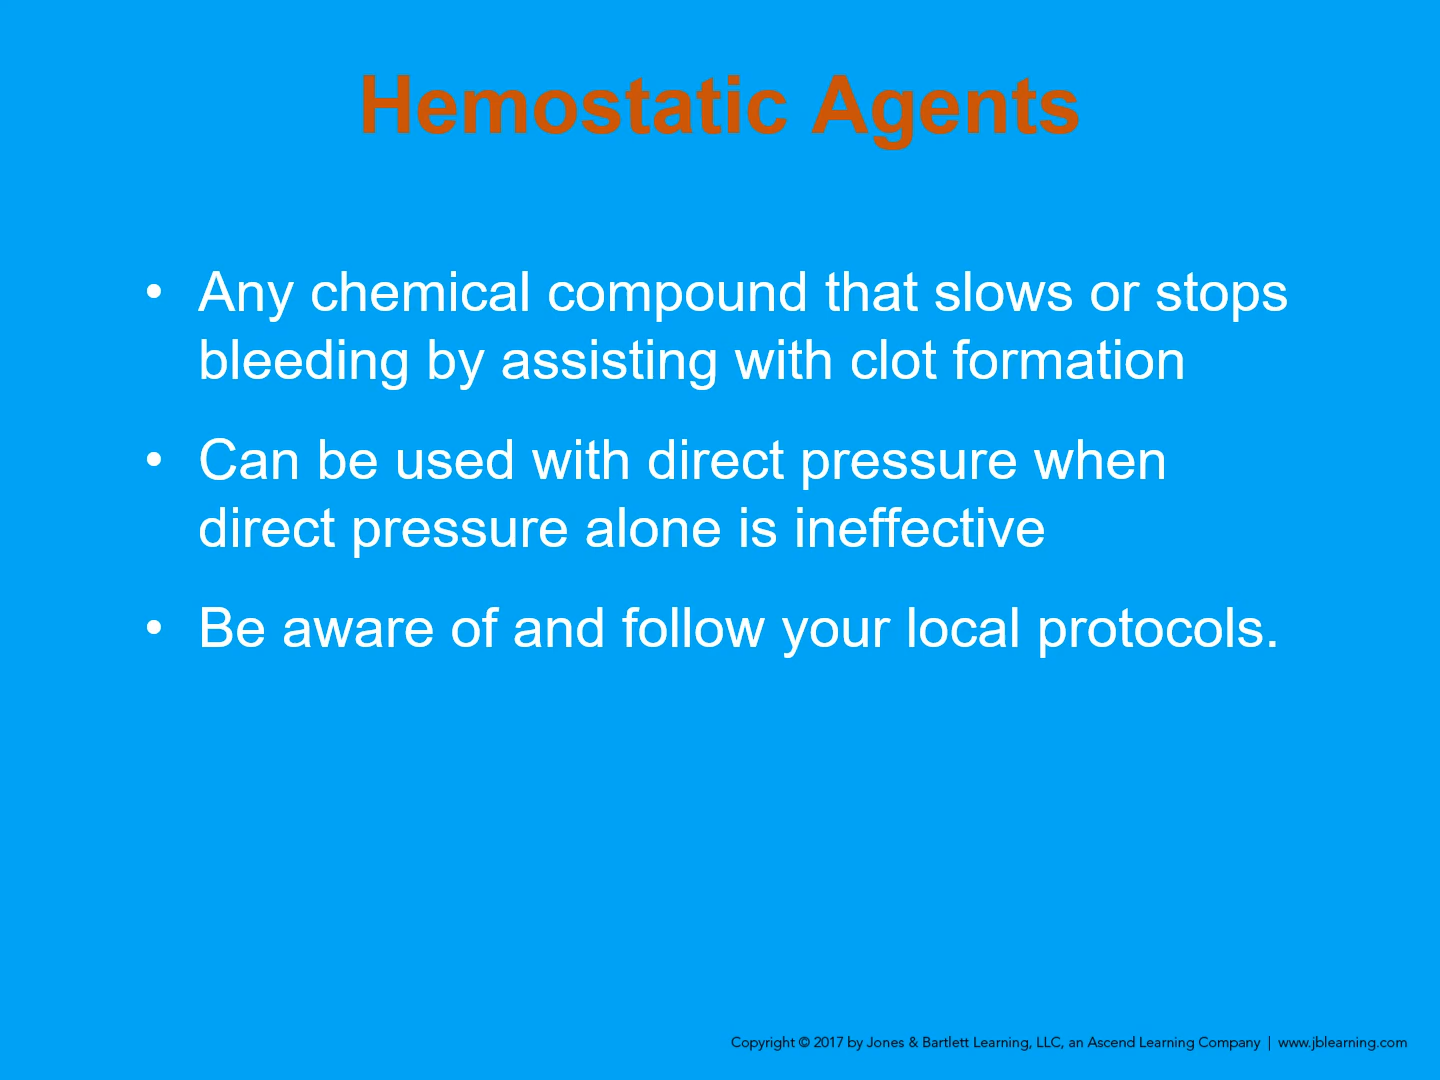 Hemostatic Agents
• Any chemical compound that slows or stops
bleeding by assisting with clot formation
• Can be used with direct pressure when
direct pressure alone is ineffective
• Be aware of and follow your local protocols.
Copyright © 2017 by Jones & Bartlett Learning, LLC, an Ascend Learning Company | www.jblearning.com